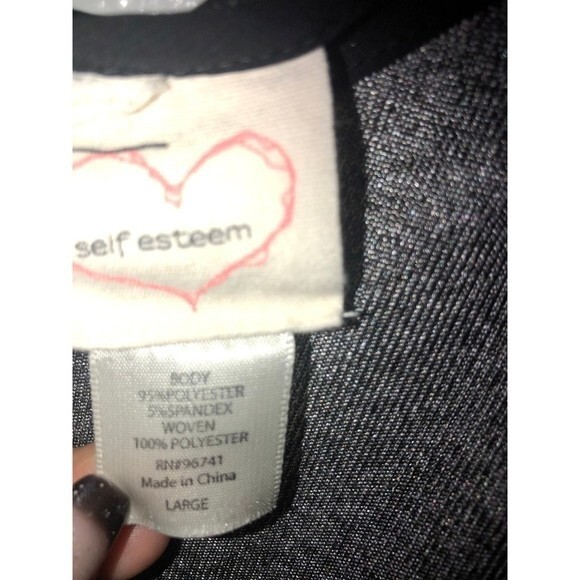 self esteem
BODY
95%POLYESTER
5%SPANDEX
WOVEN
100% POLYESTER
RN#96741
Made in China
LARGE